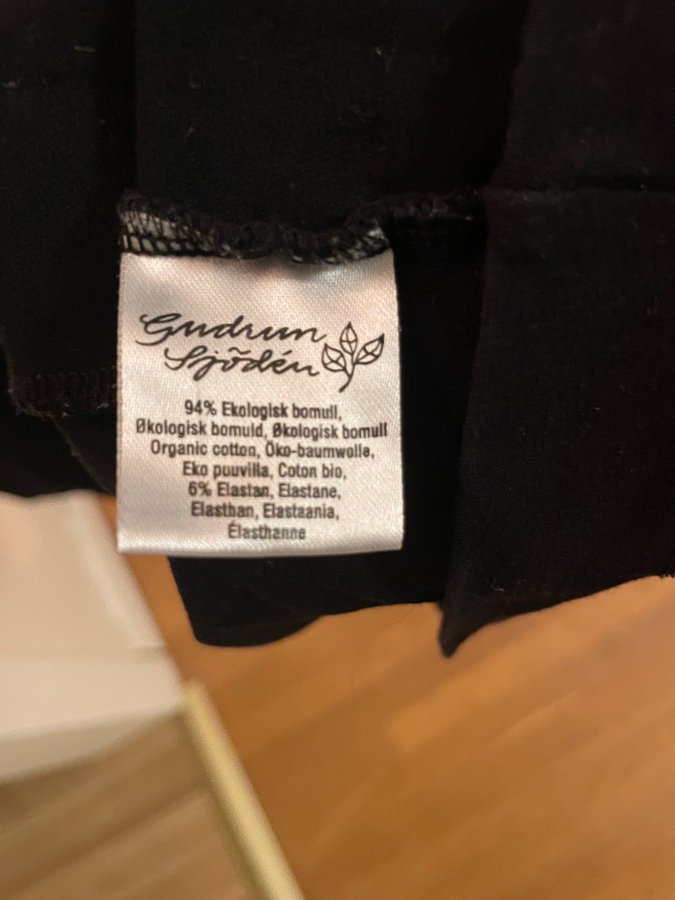 Gudrun
Sjödén
94% Ekologisk bomull,
Økologisk bomuld, Økologisk bomull
Organic cotton, Öko-baumwolle,
Eko puuvilla, Coton bio,
6% Elastan, Elastane,
Elasthan, Elastaania,
Élasthanne